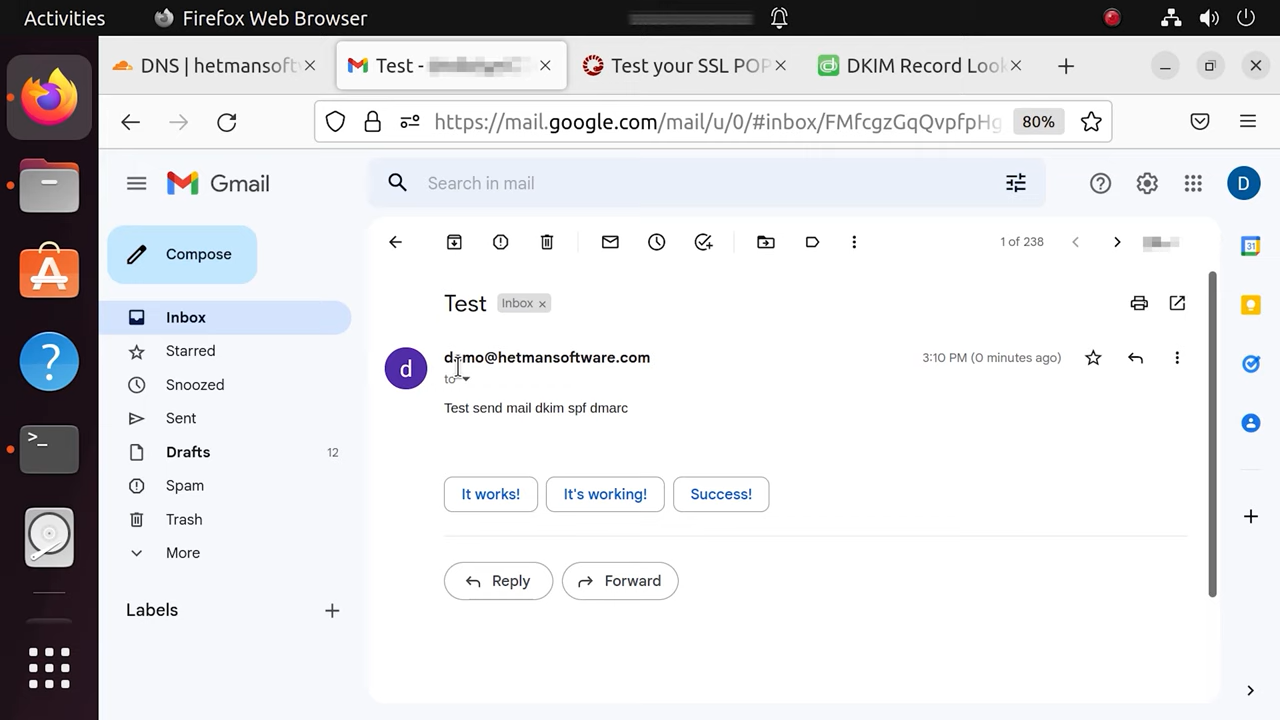 Activities
Firefox Web Browser
DNS | hetmansoft
Test -
Test your SSL POP
DKIM Record Look
https://mail.google.com/mail/u/0/#inbox/FMfcgzGqQvpfpHg
80%
Gmail
Search in mail
D
Compose
1 of 238
31
Inbox
Test
Inbox ×
Starred
d
demo@hetmansoftware.com
3:10 PM (0 minutes ago)
to
Snoozed
Test send mail dkim spf dmarc
Sent
Drafts
12
Spam
It works!
It's working!
Success!
Trash
More
Reply
Forward
Labels